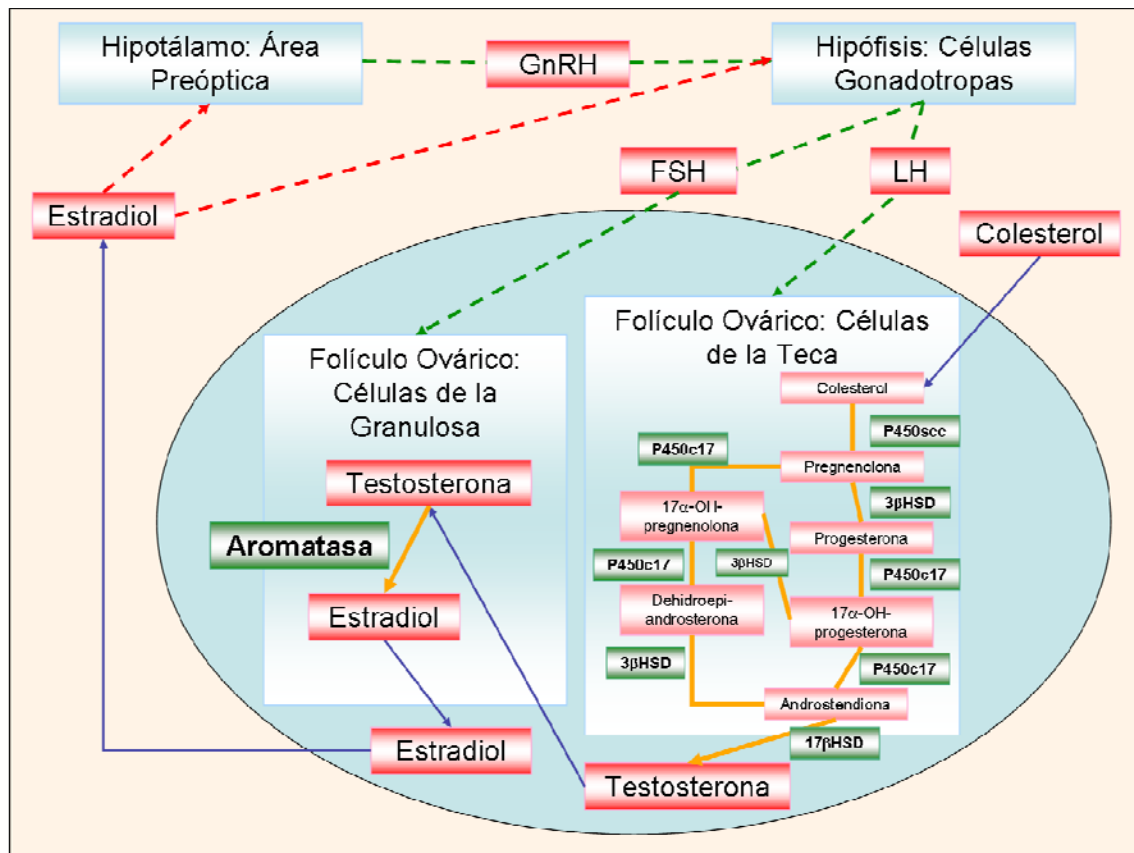 Hipotálamo: Área
Preóptica
GnRH
Hipófisis: Células
Gonadotropas
FSH
LH
Estradiol
Colesterol
Folículo Ovárico:
Células de la
Granulosa
Testosterona
Aromatasa
Estradiol
Estradiol
Folículo Ovárico: Células
de la Teca
Colesterol
P450scc
P450c17
Pregnenolona
3βHSD
17α-OH-
pregnenolona
Progesterona
P450c17
3βHSD
P450c17
Dehidroepi-
androsterona
17α-OH-
progesterona
3βHSD
P450c17
Androstendiona
17βHSD
Testosterona